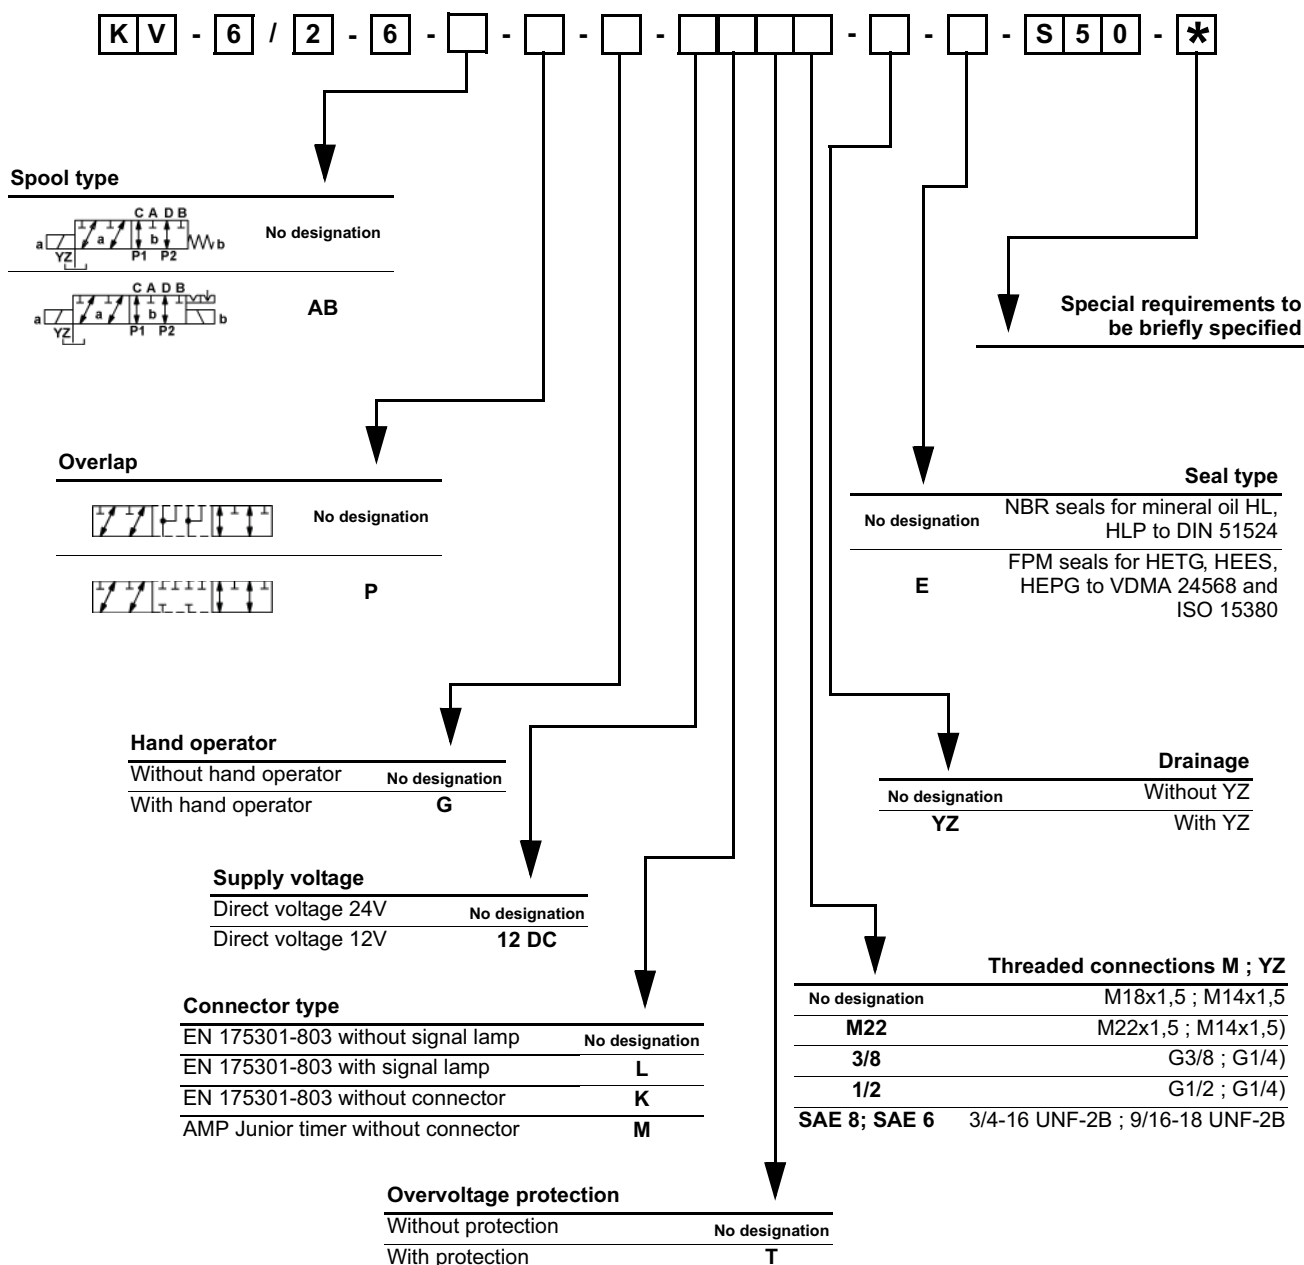 KV - 6 / 2 - 6 - - - - - - S50 - *
Spool type
C A D B
a a b b
YZ P1 P2
No designation
C A D B
a a b b
YZ P1 P2
AB
Special requirements to
be briefly specified
Overlap
No designation
P
Seal type
No designation NBR seals for mineral oil HL,
HLP to DIN 51524
E FPM seals for HETG, HEES,
HEPG to VDMA 24568 and
ISO 15380
Hand operator
Without hand operator No designation
With hand operator G
Drainage
No designation Without YZ
YZ With YZ
Supply voltage
Direct voltage 24V No designation
Direct voltage 12V 12 DC
Connector type
EN 175301-803 without signal lamp No designation
EN 175301-803 with signal lamp L
EN 175301-803 without connector K
AMP Junior timer without connector M
Threaded connections M ; YZ
No designation M18x1,5 ; M14x1,5
M22 M22x1,5 ; M14x1,5)
3/8 G3/8 ; G1/4)
1/2 G1/2 ; G1/4)
SAE 8; SAE 6 3/4-16 UNF-2B ; 9/16-18 UNF-2B
Overvoltage protection
Without protection No designation
With protection T